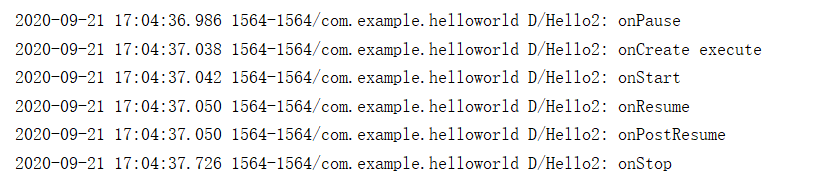 2020-09-21 17:04:36.986 1564-1564/com.example.helloworld D/Hello2: onPause
2020-09-21 17:04:37.038 1564-1564/com.example.helloworld D/Hello2: onCreate execute
2020-09-21 17:04:37.042 1564-1564/com.example.helloworld D/Hello2: onStart
2020-09-21 17:04:37.050 1564-1564/com.example.helloworld D/Hello2: onResume
2020-09-21 17:04:37.050 1564-1564/com.example.helloworld D/Hello2: onPostResume
2020-09-21 17:04:37.726 1564-1564/com.example.helloworld D/Hello2: onStop